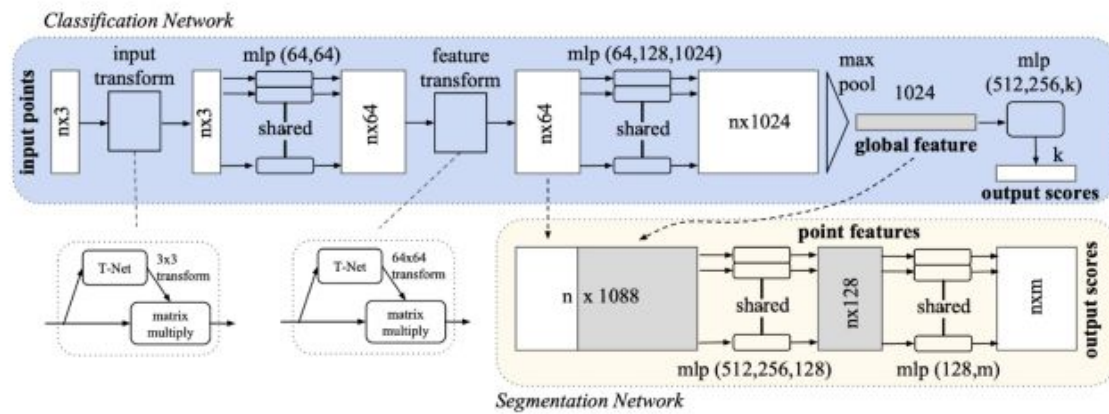 Classification Network
input points
nx3
input
transform
nx3
mlp (64,64)
shared
nx64
feature
transform
nx64
mlp (64,128,1024)
shared
nx1024
max
pool
1024
global feature
mlp
(512,256,k)
k
output scores
T-Net
3x3
transform
matrix
multiply
T-Net
64x64
transform
matrix
multiply
point features
n x 1088
shared
mlp (512,256,128)
nx128
shared
mlp (128,m)
nxm
output scores
Segmentation Network